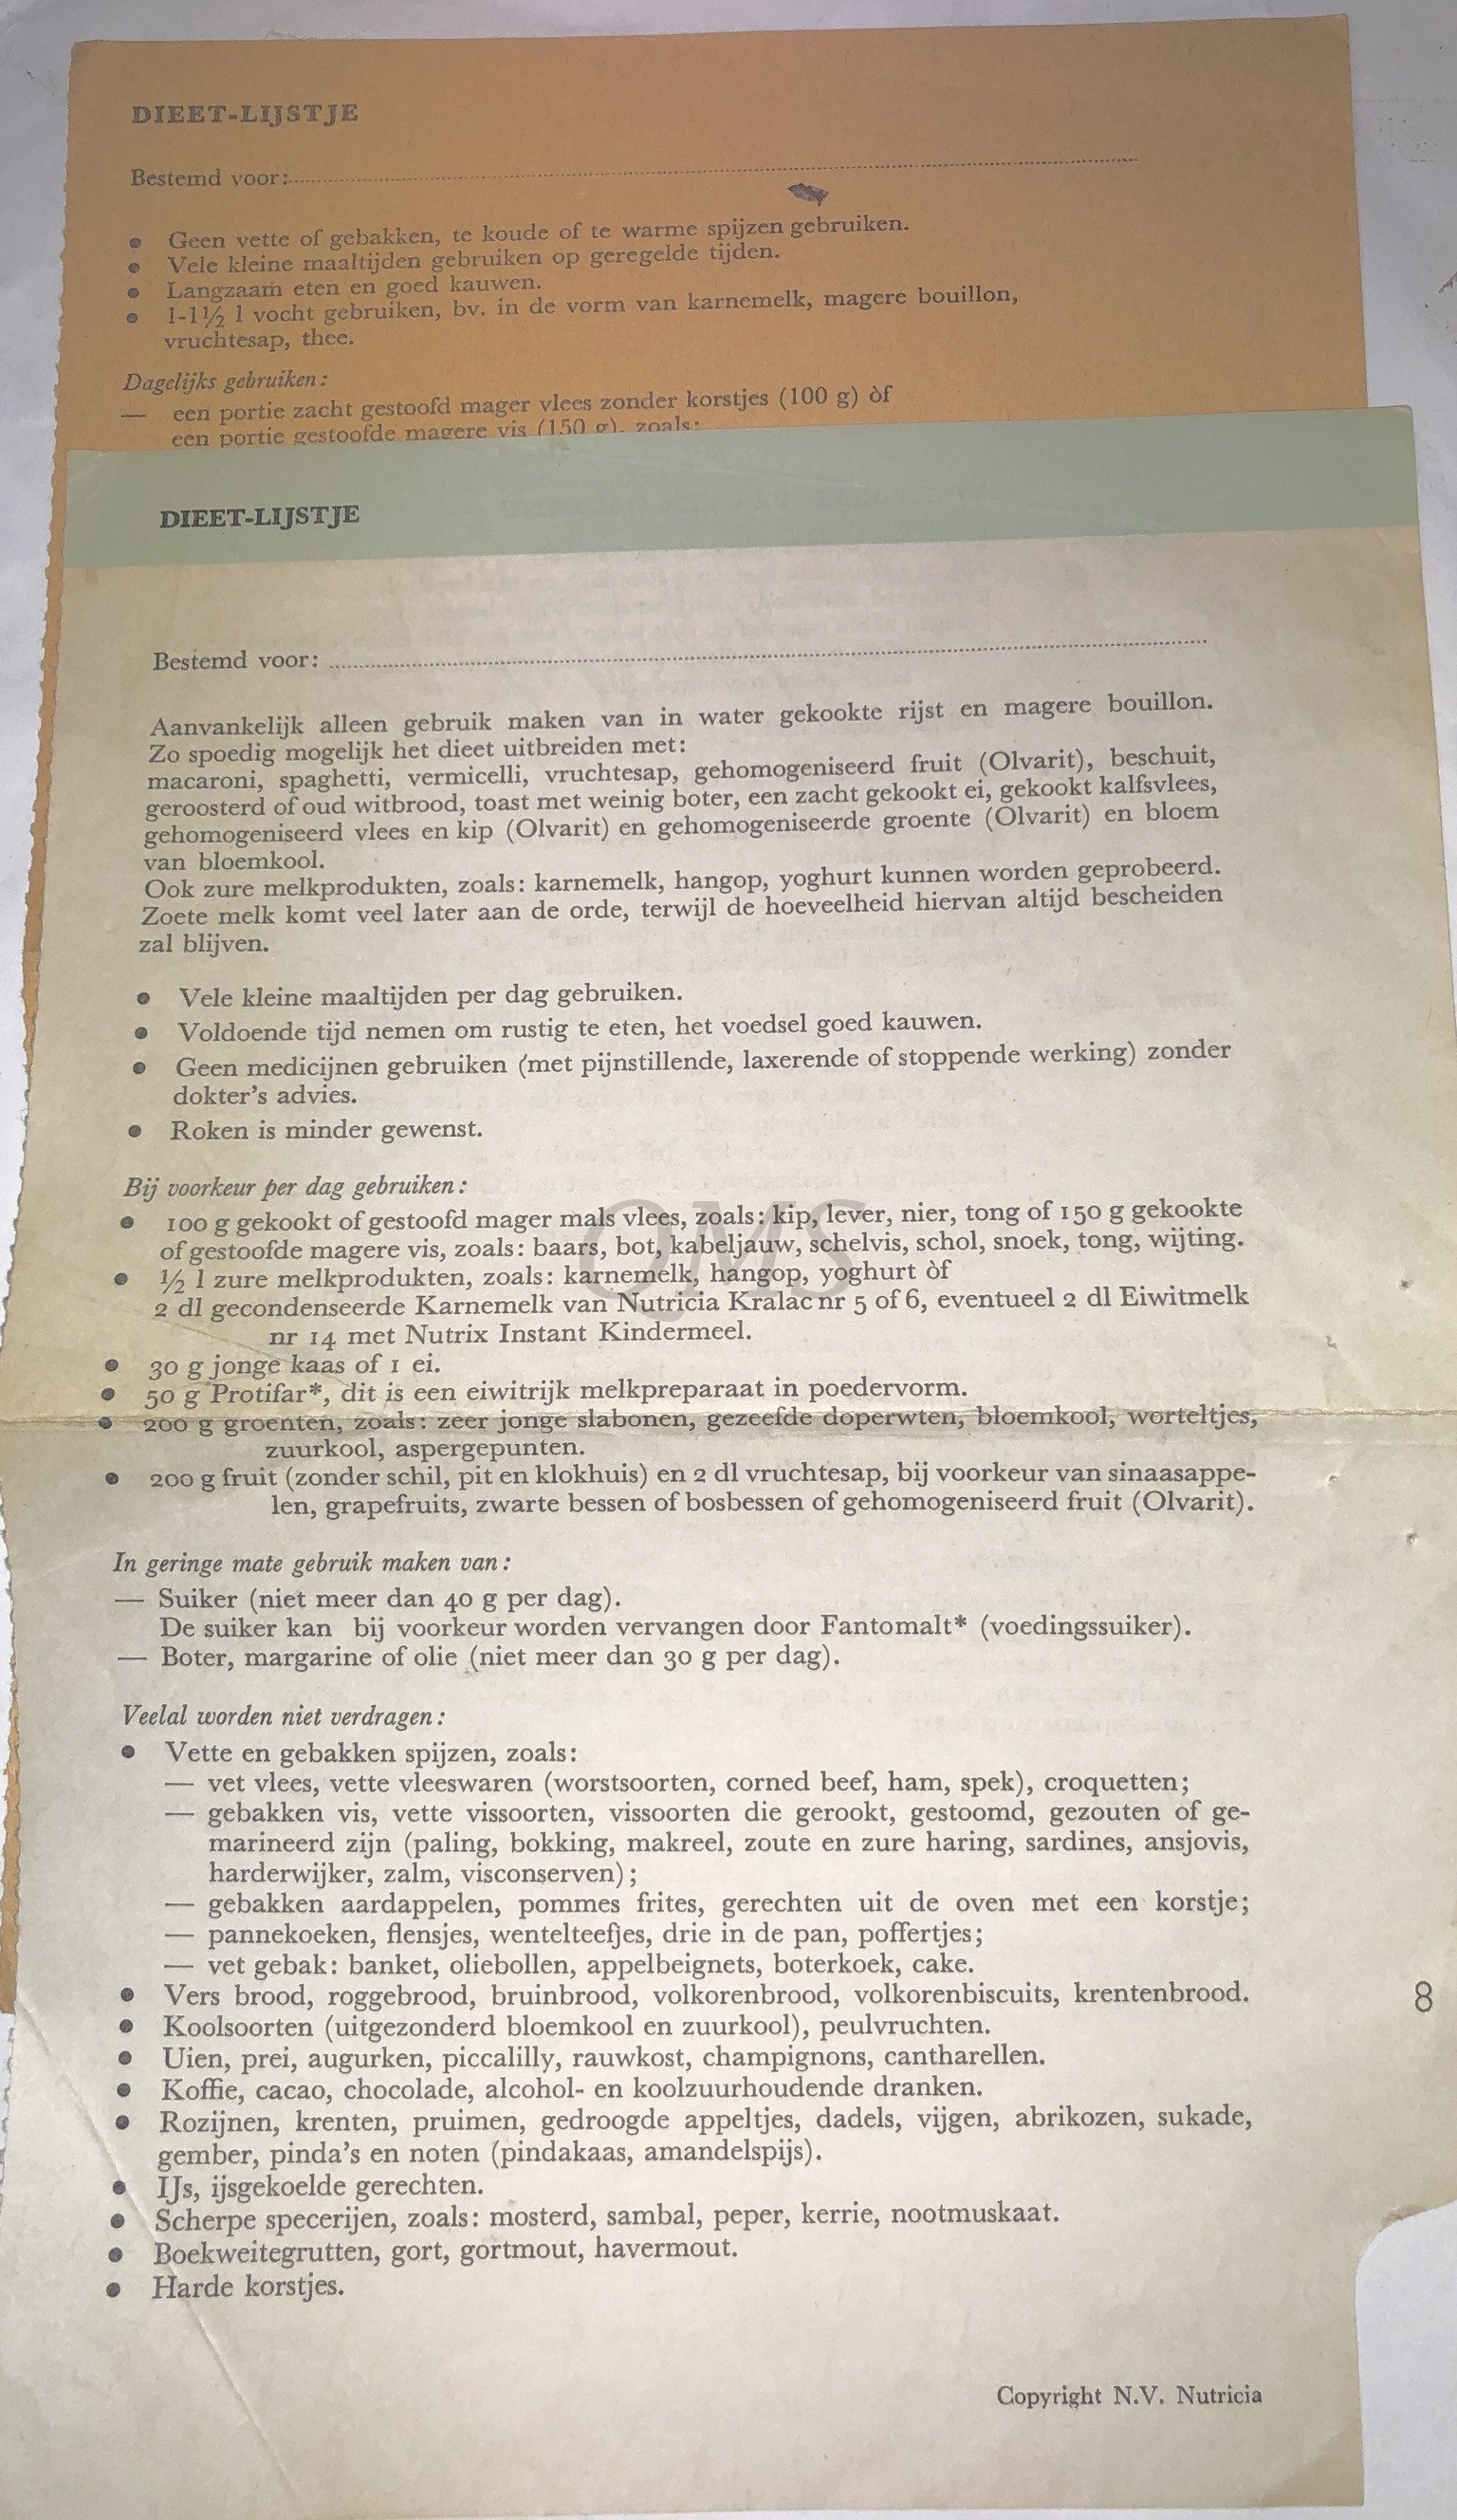 DIEET-LIJSTJE
Bestemd voor:
● Geen vette of gebakken, te koude of te warme spijzen gebruiken.
● Vele kleine maaltijden gebruiken op geregelde tijden.
● Langzaam eten en goed kauwen.
● 1-1½ l vocht gebruiken, bv. in de vorm van karnemelk, magere bouillon,
vruchtesap, thee.
Dagelijks gebruiken:
— een portie zacht gestoofd mager vlees zonder korstjes (100 g) òf
een portie gestoofde magere vis (150 g), zoals:
DIEET-LIJSTJE
Bestemd voor:
Aanvankelijk alleen gebruik maken van in water gekookte rijst en magere bouillon.
Zo spoedig mogelijk het dieet uitbreiden met:
macaroni, spaghetti, vermicelli, vruchtesap, gehomogeniseerd fruit (Olvarit), beschuit,
geroosterd of oud witbrood, toast met weinig boter, een zacht gekookt ei, gekookt kalfsvlees,
gehomogeniseerd vlees en kip (Olvarit) en gehomogeniseerde groente (Olvarit) en bloem
van bloemkool.
Ook zure melkprodukten, zoals: karnemelk, hangop, yoghurt kunnen worden geprobeerd.
Zoete melk komt veel later aan de orde, terwijl de hoeveelheid hiervan altijd bescheiden
zal blijven.
● Vele kleine maaltijden per dag gebruiken.
● Voldoende tijd nemen om rustig te eten, het voedsel goed kauwen.
● Geen medicijnen gebruiken (met pijnstillende, laxerende of stoppende werking) zonder
dokter's advies.
● Roken is minder gewenst.
Bij voorkeur per dag gebruiken:
● 100 g gekookt of gestoofd mager mals vlees, zoals: kip, lever, nier, tong of 150 g gekookte
of gestoofde magere vis, zoals: baars, bot, kabeljauw, schelvis, schol, snoek, tong, wijting.
● ½ l zure melkprodukten, zoals: karnemelk, hangop, yoghurt òf
2 dl gecondenseerde Karnemelk van Nutricia Kralac nr 5 of 6, eventueel 2 dl Eiwitmelk
nr 14 met Nutrix Instant Kindermeel.
● 30 g jonge kaas of 1 ei.
● 50 g Protifar*, dit is een eiwitrijk melkpreparaat in poedervorm.
● 200 g groenten, zoals: zeer jonge slabonen, gezeefde doperwten, bloemkool, worteltjes,
zuurkool, aspergepunten.
● 200 g fruit (zonder schil, pit en klokhuis) en 2 dl vruchtesap, bij voorkeur van sinaasappe-
len, grapefruits, zwarte bessen of bosbessen of gehomogeniseerd fruit (Olvarit).
QMS
In geringe mate gebruik maken van:
— Suiker (niet meer dan 40 g per dag).
De suiker kan bij voorkeur worden vervangen door Fantomalt* (voedingssuiker).
— Boter, margarine of olie (niet meer dan 30 g per dag).
Veelal worden niet verdragen:
● Vette en gebakken spijzen, zoals:
— vet vlees, vette vleeswaren (worstsoorten, corned beef, ham, spek), croquetten;
— gebakken vis, vette vissoorten, vissoorten die gerookt, gestoomd, gezouten of ge-
marineerd zijn (paling, bokking, makreel, zoute en zure haring, sardines, ansjovis,
harderwijker, zalm, visconserven);
— gebakken aardappelen, pommes frites, gerechten uit de oven met een korstje;
— pannekoeken, flensjes, wentelteefjes, drie in de pan, poffertjes;
— vet gebak: banket, oliebollen, appelbeignets, boterkoek, cake.
● Vers brood, roggebrood, bruinbrood, volkorenbrood, volkorenbiscuits, krentenbrood.
● Koolsoorten (uitgezonderd bloemkool en zuurkool), peulvruchten.
● Uien, prei, augurken, piccalilly, rauwkost, champignons, cantharellen.
● Koffie, cacao, chocolade, alcohol- en koolzuurhoudende dranken.
● Rozijnen, krenten, pruimen, gedroogde appeltjes, dadels, vijgen, abrikozen, sukade,
gember, pinda's en noten (pindakaas, amandelspijs).
● IJs, ijsgekoelde gerechten.
● Scherpe specerijen, zoals: mosterd, sambal, peper, kerrie, nootmuskaat.
● Boekweitegrutten, gort, gortmout, havermout.
● Harde korstjes.
8
Copyright N.V. Nutricia